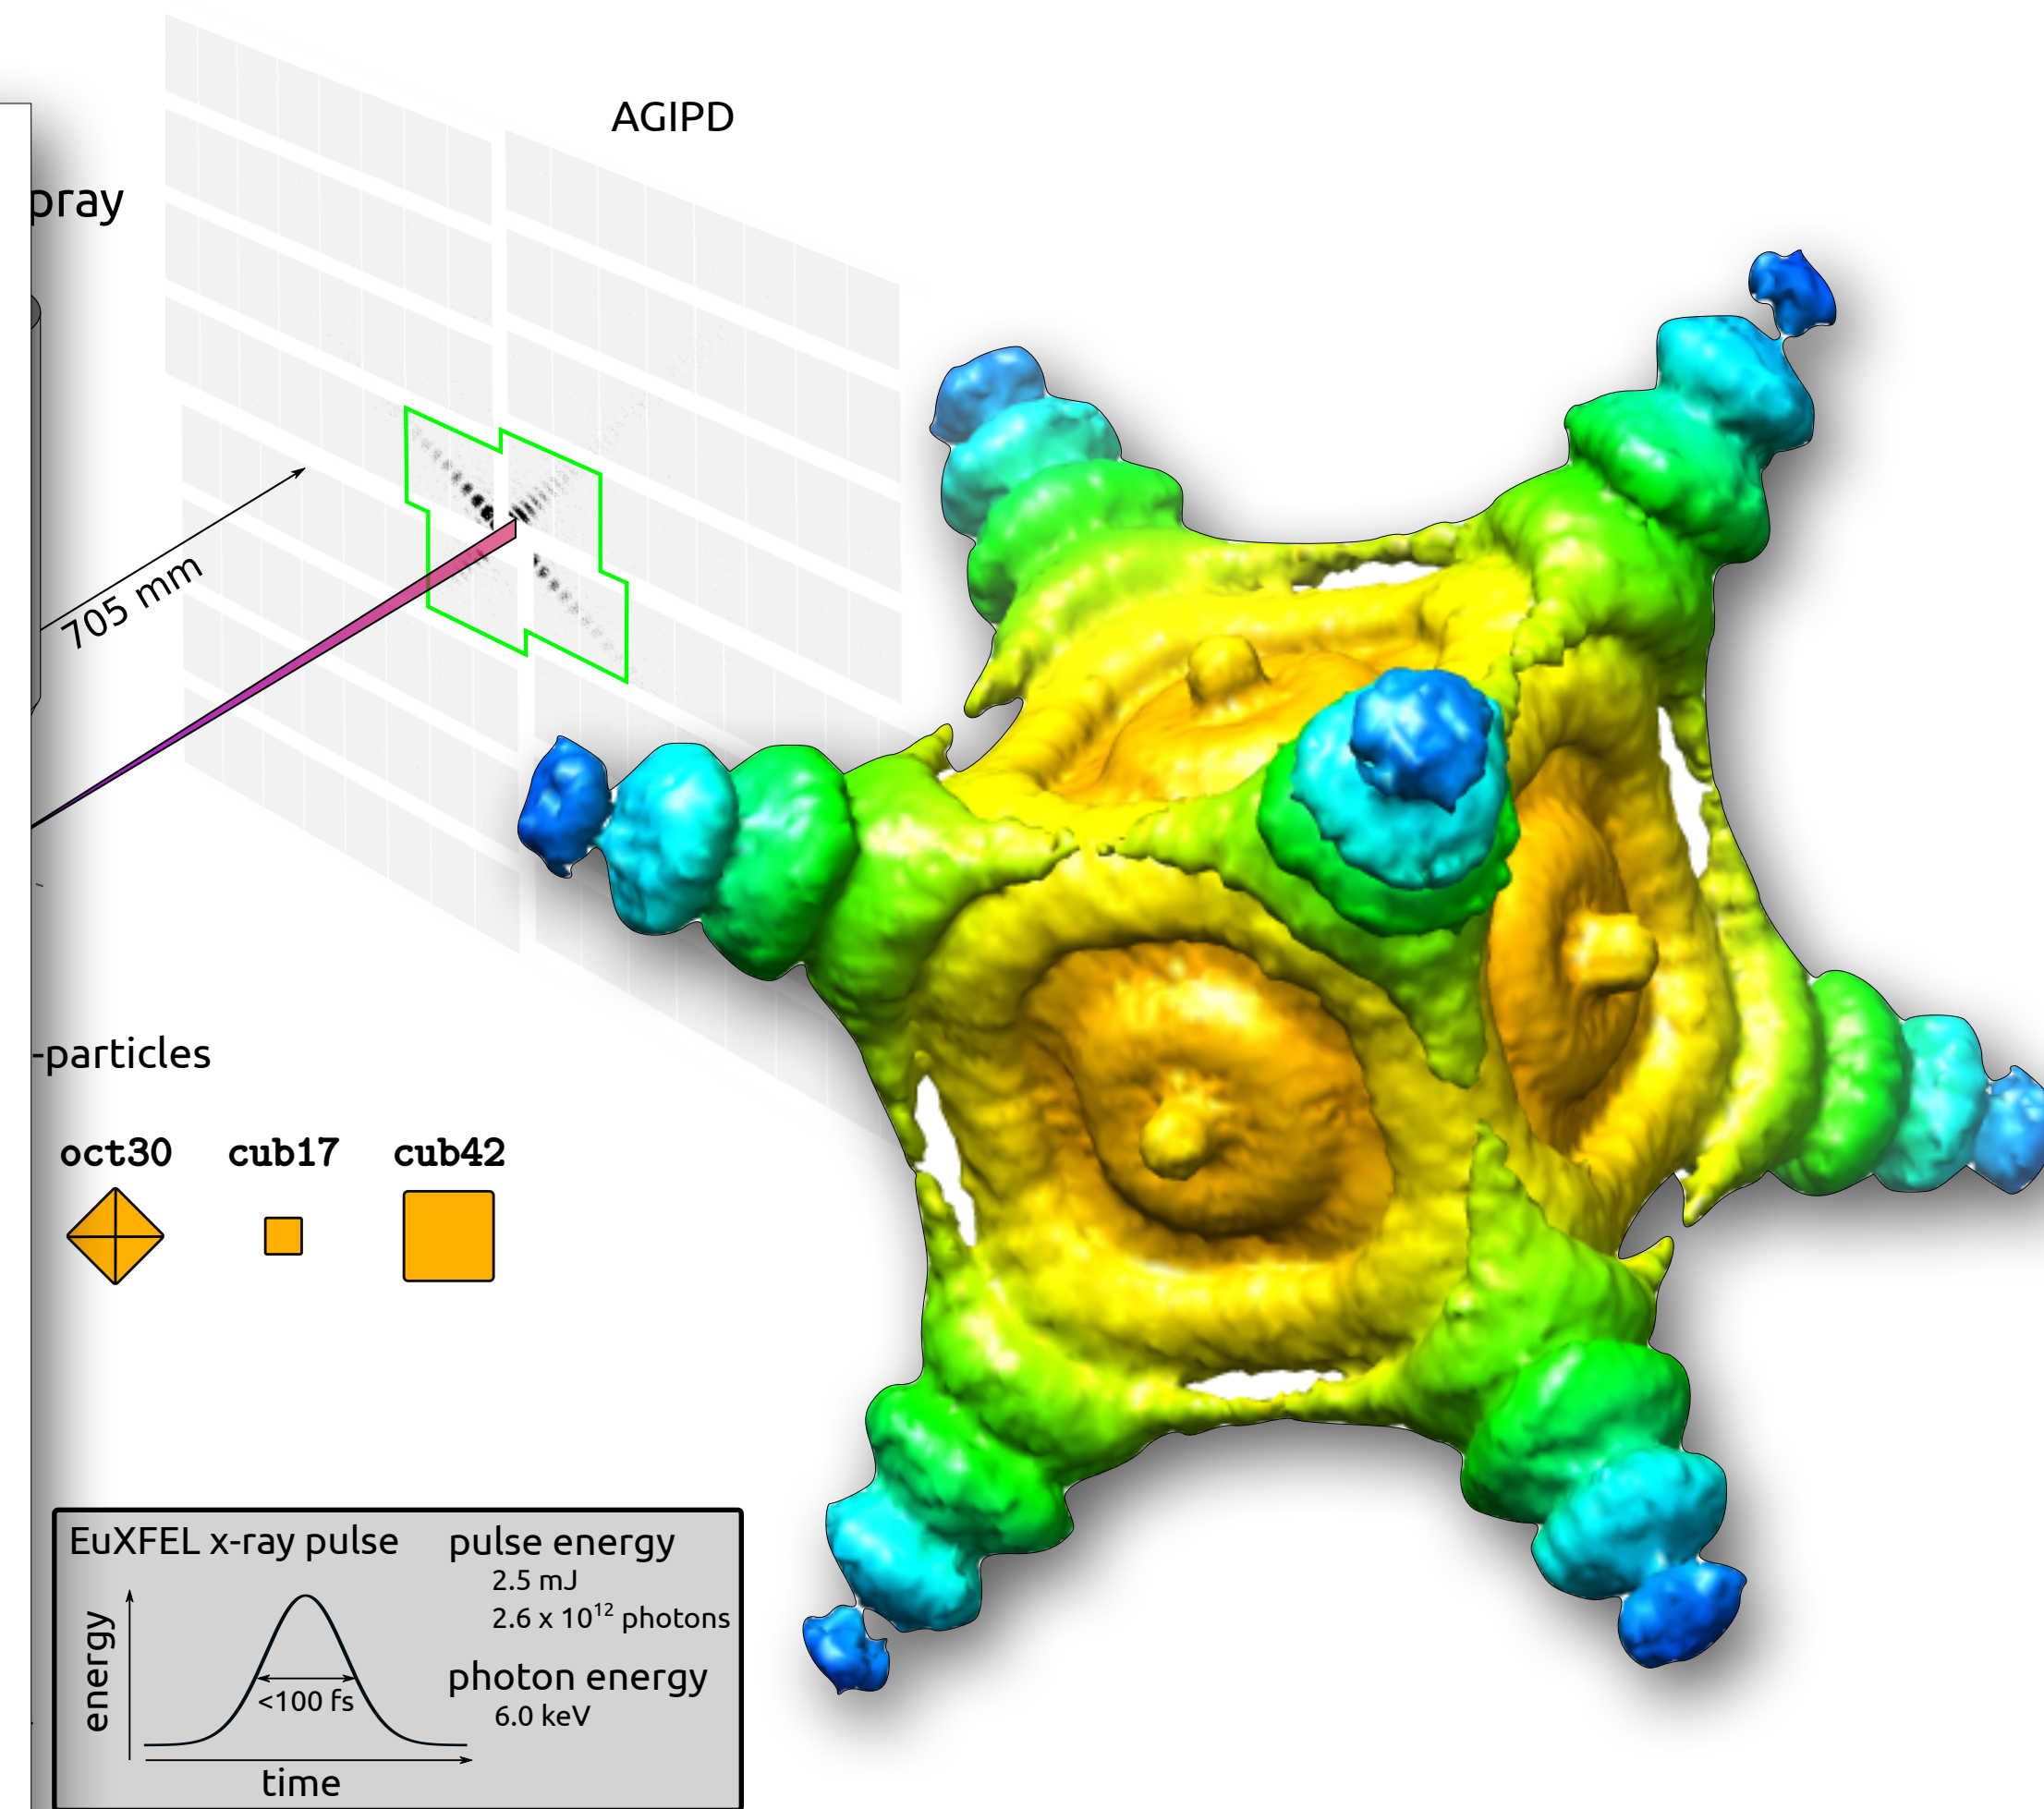 AGIPD
pray
705 mm
-particles
oct30 cub17 cub42
EuXFEL x-ray pulse
energy
<100 fs
time
pulse energy
2.5 mJ
2.6 x 10¹² photons
photon energy
6.0 keV